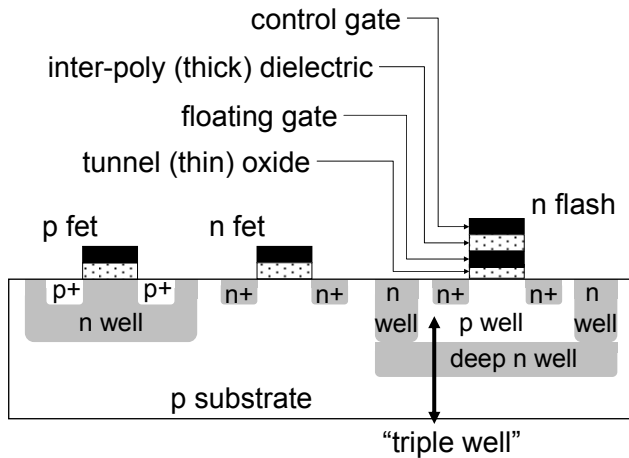 control gate
inter-poly (thick) dielectric
floating gate
tunnel (thin) oxide
p fet
n fet
n flash
p+
p+
n+
n+
n
well
n+
n+
n
well
n well
p well
deep n well
p substrate
“triple well”